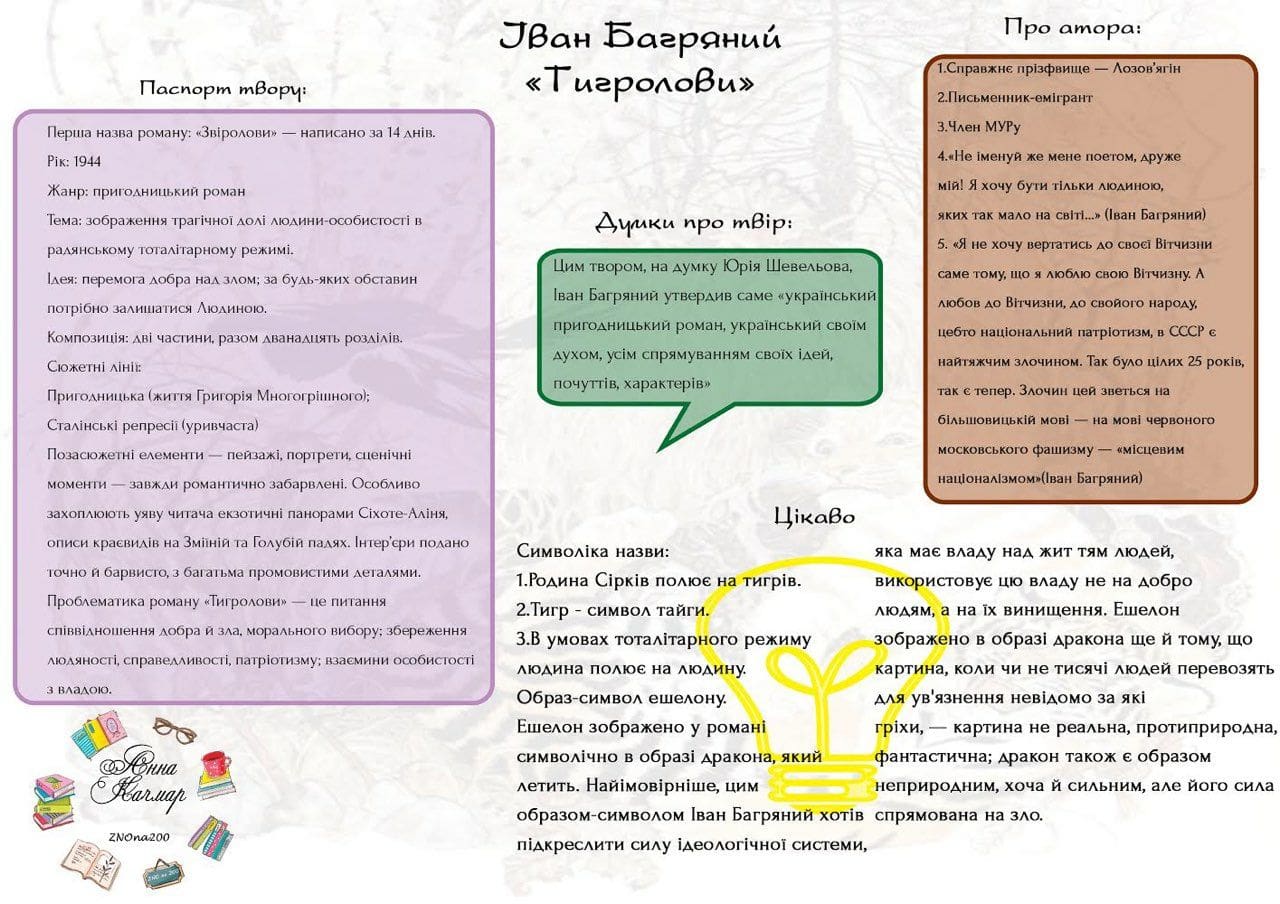 Іван Багряний
«Тигролови»
Паспорт твору:
Перша назва роману: «Звіролови» — написано за 14 днів.
Рік: 1944
Жанр: пригодницький роман
Тема: зображення трагічної долі людини-особистості в
радянському тоталітарному режимі.
Ідея: перемога добра над злом; за будь-яких обставин
потрібно залишатися Людиною.
Композиція: дві частини, разом дванадцять розділів.
Сюжетні лінії:
Пригодницька (життя Григорія Многогрішного);
Сталінські репресії (уривчаста)
Позасюжетні елементи — пейзажі, портрети, сценічні
моменти — завжди романтично забарвлені. Особливо
захоплюють уяву читача екзотичні панорами Сіхоте-Аліня,
описи краєвидів на Зміїній та Голубій падях. Інтер’єри подано
точно й барвисто, з багатьма промовистими деталями.
Проблематика роману «Тигролови» — це питання
співвідношення добра й зла, морального вибору; збереження
людяності, справедливості, патріотизму; взаємини особистості
з владою.
Думки про твір:
Цим твором, на думку Юрія Шевельова,
Іван Багряний утвердив саме «український
пригодницький роман, український своїм
духом, усім спрямуванням своїх ідей,
почуттів, характерів»
Про атора:
1.Справжнє прізфвище — Лозов’ягін
2.Письменник-емігрант
3.Член МУРу
4.«Не іменуй же мене поетом, друже
мій! Я хочу бути тільки людиною,
яких так мало на світі...» (Іван Багряний)
5. «Я не хочу вертатись до своєї Вітчизни
саме тому, що я люблю свою Вітчизну. А
любов до Вітчизни, до свойого народу,
цебто національний патріотизм, в СССР є
найтяжчим злочином. Так було цілих 25 років,
так є тепер. Злочин цей зветься на
більшовицькій мові — на мові червоного
московського фашизму — «місцевим
націоналізмом»(Іван Багряний)
Цікаво
Символіка назви:
1.Родина Сірків полює на тигрів.
2.Тигр - символ тайги.
3.В умовах тоталітарного режиму
людина полює на людину.
Образ-символ ешелону.
Ешелон зображено у романі
символічно в образі дракона, який
летить. Найімовірніше, цим
образом-символом Іван Багряний хотів
підкреслити силу ідеологічної системи,
яка має владу над жит тям людей,
використовує цю владу не на добро
людям, а на їх винищення. Ешелон
зображено в образі дракона ще й тому, що
картина, коли чи не тисячі людей перевозять
для ув'язнення невідомо за які
гріхи, — картина не реальна, протиприродна,
фантастична; дракон також є образом
неприродним, хоча й сильним, але його сила
спрямована на зло.
Анна
Качмар
ZNOna200